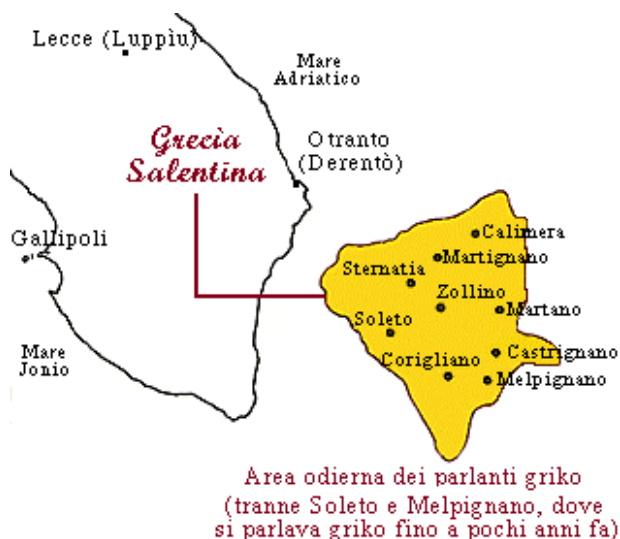 Lecce (Luppìu)
Mare
Adriatico
Grecìa
Salentina
Otranto
(Derentò)
Gallipoli
Calimera
Martignano
Sternatia
Zollino
Martano
Soleto
Mare
Jonio
Castrignano
Corigliano
Melpignano
Area odierna dei parlanti griko
(tranne Soleto e Melpignano, dove
si parlava griko fino a pochi anni fa)